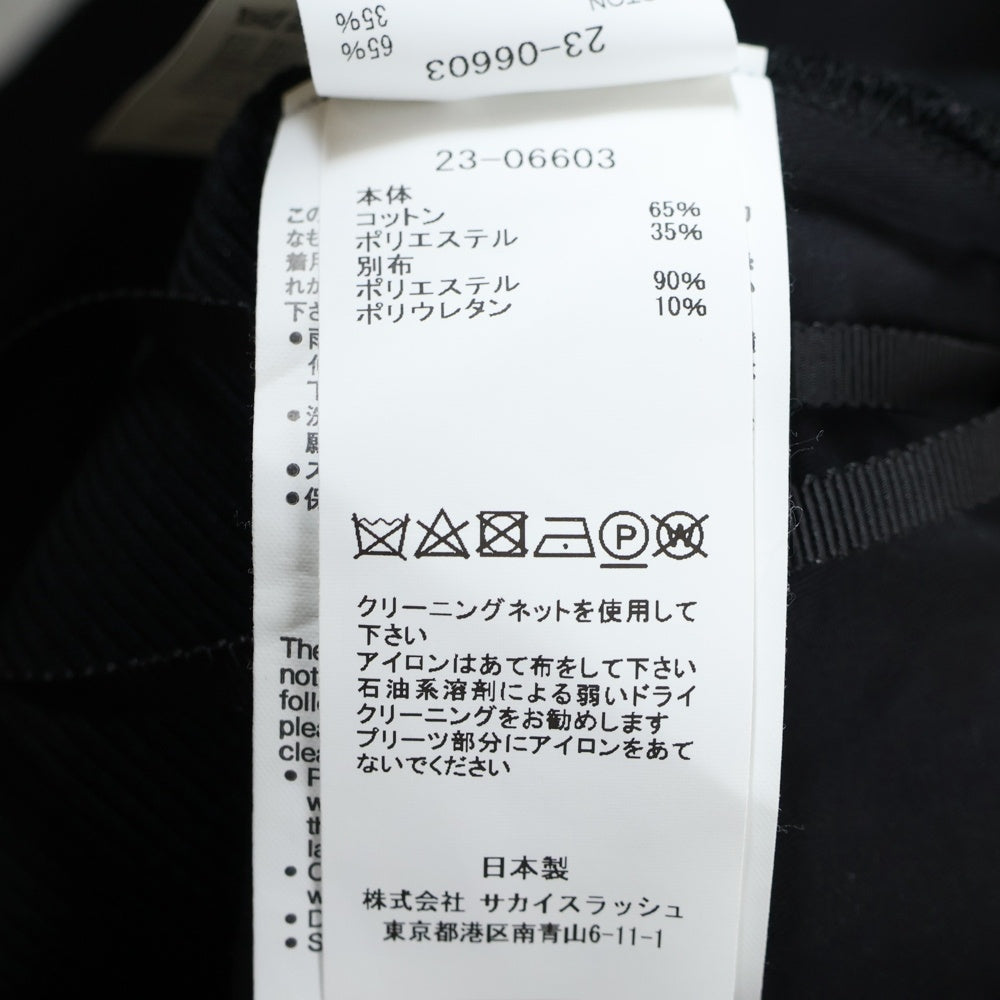 35%
65%
23-06603
23-06603
本体
コットン 65%
ポリエステル 35%
別布
ポリエステル 90%
ポリウレタン 10%
P
W
クリーニングネットを使用して
下さい
アイロンはあて布をして下さい
石油系溶剤による弱いドライ
クリーニングをお勧めします
プリーツ部分にアイロンをあて
ないでください
日本製
株式会社 サカイスラッシュ
東京都港区南青山6-11-1
The
not